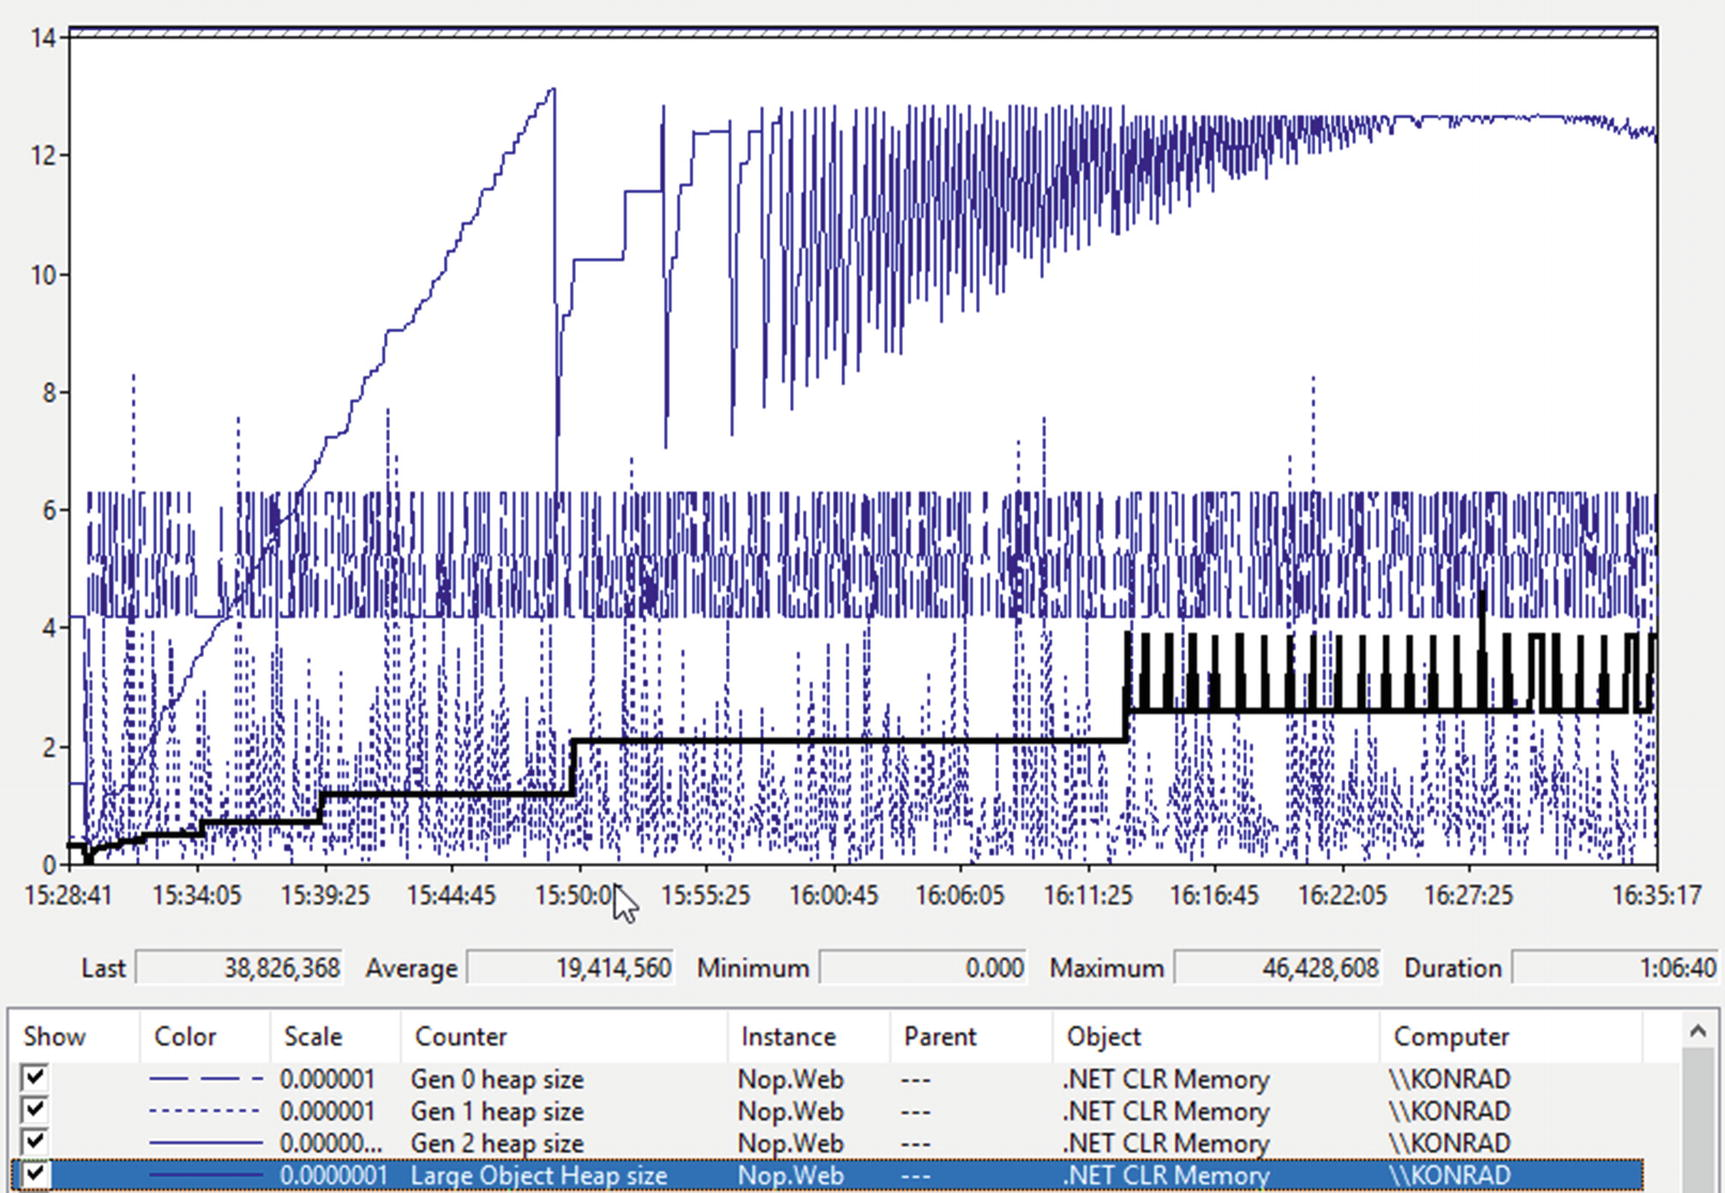 14
12
10
8
6
4
2
0
15:28:41 15:34:05 15:39:25 15:44:45 15:50:0 15:55:25 16:00:45 16:06:05 16:11:25 16:16:45 16:22:05 16:27:25 16:35:17
Last 38,826,368 Average 19,414,560 Minimum 0.000 Maximum 46,428,608 Duration 1:06:40
Show Color Scale Counter Instance Parent Object Computer
0.000001 Gen 0 heap size Nop.Web --- .NET CLR Memory \\KONRAD
0.000001 Gen 1 heap size Nop.Web --- .NET CLR Memory \\KONRAD
0.00000... Gen 2 heap size Nop.Web --- .NET CLR Memory \\KONRAD
0.0000001 Large Object Heap size Nop.Web --- .NET CLR Memory \\KONRAD